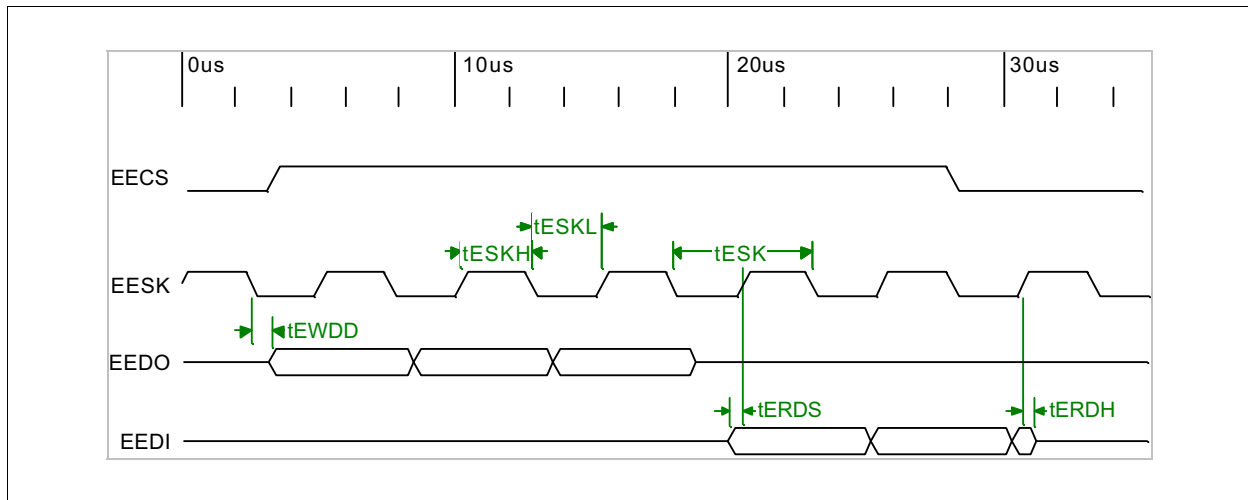 0us 10us 20us 30us
EECS
tESKL
tESKH tESK
EESK
tEWDD
EEDO
tERDS tERDH
EEDI